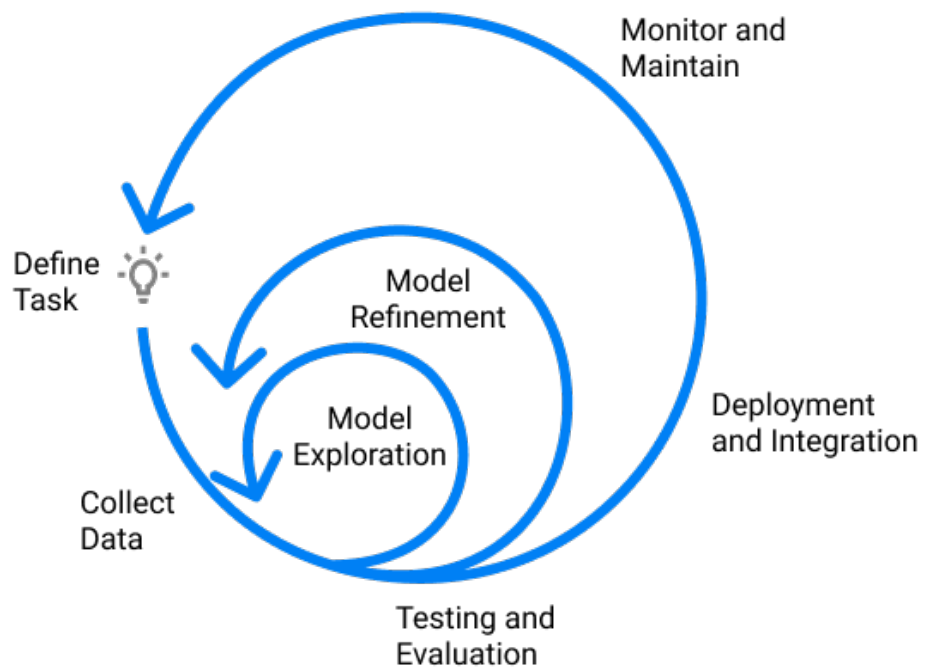 Monitor and
Maintain
Define
Task
Model
Refinement
Model
Exploration
Deployment
and Integration
Collect
Data
Testing and
Evaluation